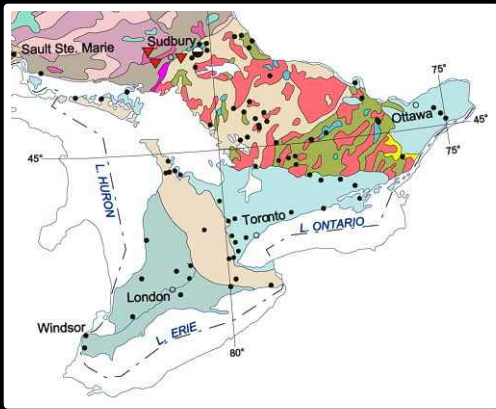 Sault Ste. Marie
Sudbury
75°
Ottawa
45°
75°
45°
L. HURON
Toronto
L. ONTARIO
London
Windsor
L. ERIE
80°